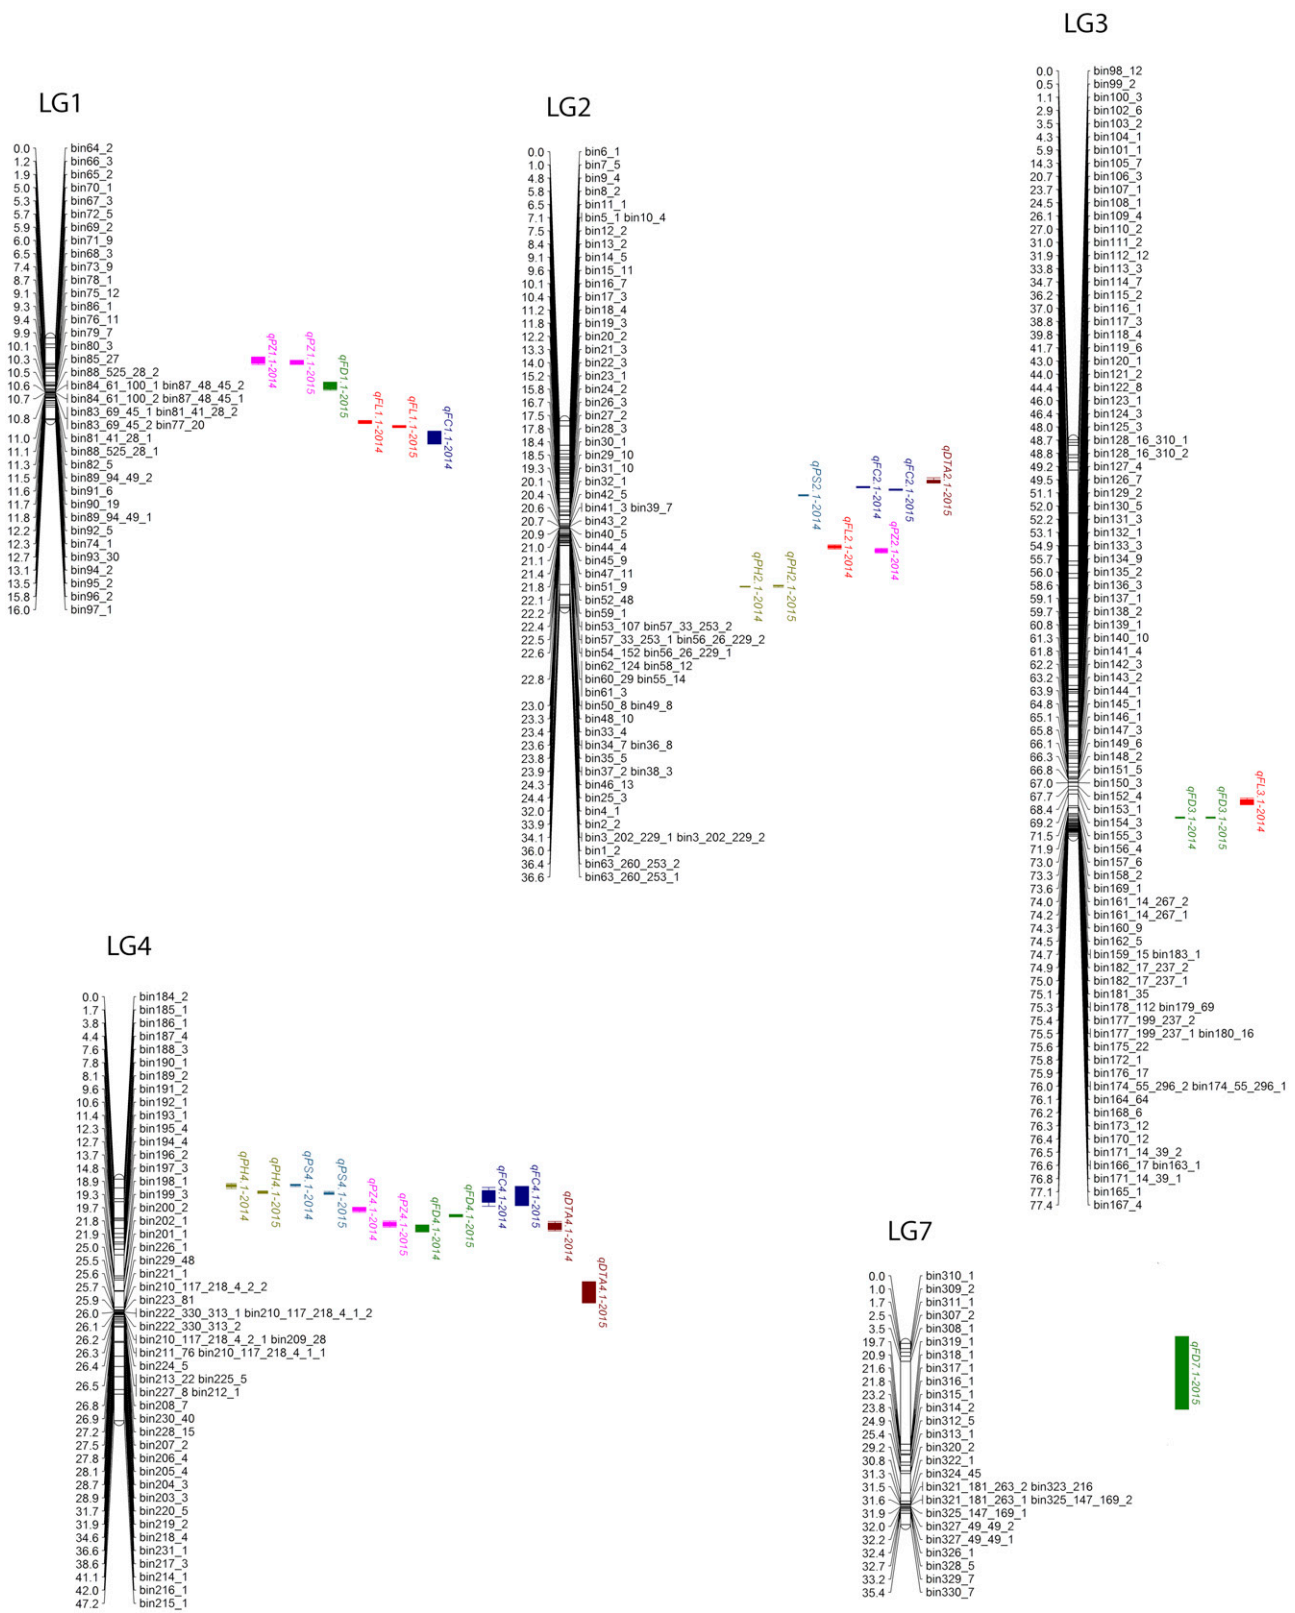 LG1
0.0 bin64_2
1.2 bin66_3
1.9 bin65_2
5.0 bin70_1
5.3 bin67_3
5.7 bin72_5
5.9 bin69_2
6.0 bin71_9
6.5 bin68_3
7.4 bin73_9
8.7 bin78_1
9.1 bin75_12
9.3 bin86_1
9.4 bin76_11
9.9 bin79_7
10.1 bin80_3
10.3 bin85_27
10.5 bin88_525_28_2
10.6 bin84_61_100_1 bin87_48_45_2
10.7 bin84_61_100_2 bin87_48_45_1
bin83_69_45_1 bin81_41_28_2
10.8 bin83_69_45_2 bin77_20
11.0 bin81_41_28_1
11.1 bin88_525_28_1
11.3 bin82_5
11.5 bin89_94_49_2
11.6 bin91_6
11.7 bin90_19
11.8 bin89_94_49_1
12.2 bin92_5
12.3 bin74_1
12.7 bin93_30
13.1 bin94_2
13.5 bin95_2
15.8 bin96_2
16.0 bin97_1
qPZ1.1-2014
qPZ1.1-2015
qFD1.1-2015
qFL1.1-2014
qFL1.1-2015
qFC1.1-2014
LG2
0.0 bin6_1
1.0 bin7_5
4.8 bin9_4
5.8 bin8_2
6.5 bin11_1
7.1 bin5_1 bin10_4
7.5 bin12_2
8.4 bin13_2
9.1 bin14_5
9.6 bin15_11
10.1 bin16_7
10.4 bin17_3
11.2 bin18_4
11.8 bin19_3
12.2 bin20_2
13.3 bin21_3
14.0 bin22_3
15.2 bin23_1
15.8 bin24_2
16.7 bin26_3
17.5 bin27_2
17.8 bin28_3
18.4 bin30_1
18.5 bin29_10
19.3 bin31_10
20.1 bin32_1
20.4 bin42_5
20.6 bin41_3 bin39_7
20.7 bin43_2
20.9 bin40_5
21.0 bin44_4
21.1 bin45_9
21.4 bin47_11
21.8 bin51_9
22.1 bin52_48
22.2 bin59_1
22.4 bin53_107 bin57_33_253_2
22.5 bin57_33_253_1 bin56_26_229_2
22.6 bin54_152 bin56_26_229_1
bin62_124 bin58_12
22.8 bin60_29 bin55_14
bin61_3
23.0 bin50_8 bin49_8
23.3 bin48_10
23.4 bin33_4
23.6 bin34_7 bin36_8
23.8 bin35_5
23.9 bin37_2 bin38_3
24.3 bin46_13
24.4 bin25_3
32.0 bin4_1
33.9 bin2_2
34.1 bin3_202_229_1 bin3_202_229_2
36.0 bin1_2
36.4 bin63_260_253_2
36.6 bin63_260_253_1
qPH2.1-2014
qPH2.1-2015
qPS2.1-2014
qFL2.1-2014
qFC2.1-2014
qPZ2.1-2014
qFC2.1-2015
qDTA2.1-2015
LG3
0.0 bin98_12
0.5 bin99_2
1.1 bin100_3
2.9 bin102_6
3.5 bin103_2
4.3 bin104_1
5.9 bin101_1
14.3 bin105_7
20.7 bin106_3
23.7 bin107_1
24.5 bin108_1
26.1 bin109_4
27.0 bin110_2
31.0 bin111_2
31.9 bin112_12
33.8 bin113_3
34.7 bin114_7
36.2 bin115_2
37.0 bin116_1
38.8 bin117_3
39.8 bin118_4
41.7 bin119_6
43.0 bin120_1
44.0 bin121_2
44.4 bin122_8
46.0 bin123_1
46.4 bin124_3
48.0 bin125_3
48.7 bin128_16_310_1
48.8 bin128_16_310_2
49.2 bin127_4
49.5 bin126_7
51.1 bin129_2
52.0 bin130_5
52.2 bin131_3
53.1 bin132_1
54.9 bin133_3
55.7 bin134_9
56.0 bin135_2
58.6 bin136_3
59.1 bin137_1
59.7 bin138_2
60.8 bin139_1
61.3 bin140_10
61.8 bin141_4
62.2 bin142_3
63.2 bin143_2
63.9 bin144_1
64.8 bin145_1
65.1 bin146_1
65.8 bin147_3
66.1 bin149_6
66.3 bin148_2
66.8 bin151_5
67.0 bin150_3
67.7 bin152_4
68.4 bin153_1
69.2 bin154_3
71.5 bin155_3
71.9 bin156_4
73.0 bin157_6
73.3 bin158_2
73.6 bin169_1
74.0 bin161_14_267_2
74.2 bin161_14_267_1
74.3 bin160_9
74.5 bin162_5
74.7 bin159_15 bin183_1
74.9 bin182_17_237_2
75.0 bin182_17_237_1
75.1 bin181_35
75.3 bin178_112 bin179_69
75.4 bin177_199_237_2
75.5 bin177_199_237_1 bin180_16
75.6 bin175_22
75.8 bin172_1
75.9 bin176_17
76.0 bin174_55_296_2 bin174_55_296_1
76.1 bin164_64
76.2 bin168_6
76.3 bin173_12
76.4 bin170_12
76.5 bin171_14_39_2
76.6 bin166_17 bin163_1
76.8 bin171_14_39_1
77.1 bin165_1
77.4 bin167_4
qFD3.1-2014
qFD3.1-2015
qFL3.1-2014
LG4
0.0 bin184_2
1.7 bin185_1
3.8 bin186_1
4.4 bin187_4
7.6 bin188_3
7.8 bin190_1
8.1 bin189_2
9.6 bin191_2
10.6 bin192_1
11.4 bin193_1
12.3 bin195_4
12.7 bin194_4
13.7 bin196_2
14.8 bin197_3
18.9 bin198_1
19.3 bin199_3
19.7 bin200_2
21.8 bin202_1
21.9 bin201_1
25.0 bin226_1
25.5 bin229_48
25.6 bin221_1
25.7 bin210_117_218_4_2_2
25.9 bin223_81
26.0 bin222_330_313_1 bin210_117_218_4_1_2
26.1 bin222_330_313_2
26.2 bin210_117_218_4_2_1 bin209_28
26.3 bin211_76 bin210_117_218_4_1_1
26.4 bin224_5
bin213_22 bin225_5
26.5 bin227_8 bin212_1
26.8 bin208_7
26.9 bin230_40
27.2 bin228_15
27.5 bin207_2
27.8 bin206_4
28.1 bin205_4
28.7 bin204_3
28.9 bin203_3
31.7 bin220_5
31.9 bin219_2
34.6 bin218_4
36.6 bin231_1
38.6 bin217_3
41.1 bin214_1
42.0 bin216_1
47.2 bin215_1
qPH4.1-2014
qPH4.1-2015
qPS4.1-2014
qPS4.1-2015
qPZ4.1-2014
qPZ4.1-2015
qFD4.1-2014
qFD4.1-2015
qFC4.1-2014
qFC4.1-2015
qDTA4.1-2014
qDTA4.1-2015
LG7
0.0 bin310_1
1.0 bin309_2
1.7 bin311_1
2.5 bin307_2
3.5 bin308_1
19.7 bin319_1
20.9 bin318_1
21.6 bin317_1
21.8 bin316_1
23.2 bin315_1
23.8 bin314_2
24.9 bin312_5
25.4 bin313_1
29.2 bin320_2
30.8 bin322_1
31.3 bin324_45
31.5 bin321_181_263_2 bin323_216
31.6 bin321_181_263_1 bin325_147_169_2
31.9 bin325_147_169_1
32.0 bin327_49_49_2
32.2 bin327_49_49_1
32.4 bin326_1
32.7 bin328_5
33.2 bin329_7
35.4 bin330_7
qFD7.1-2015